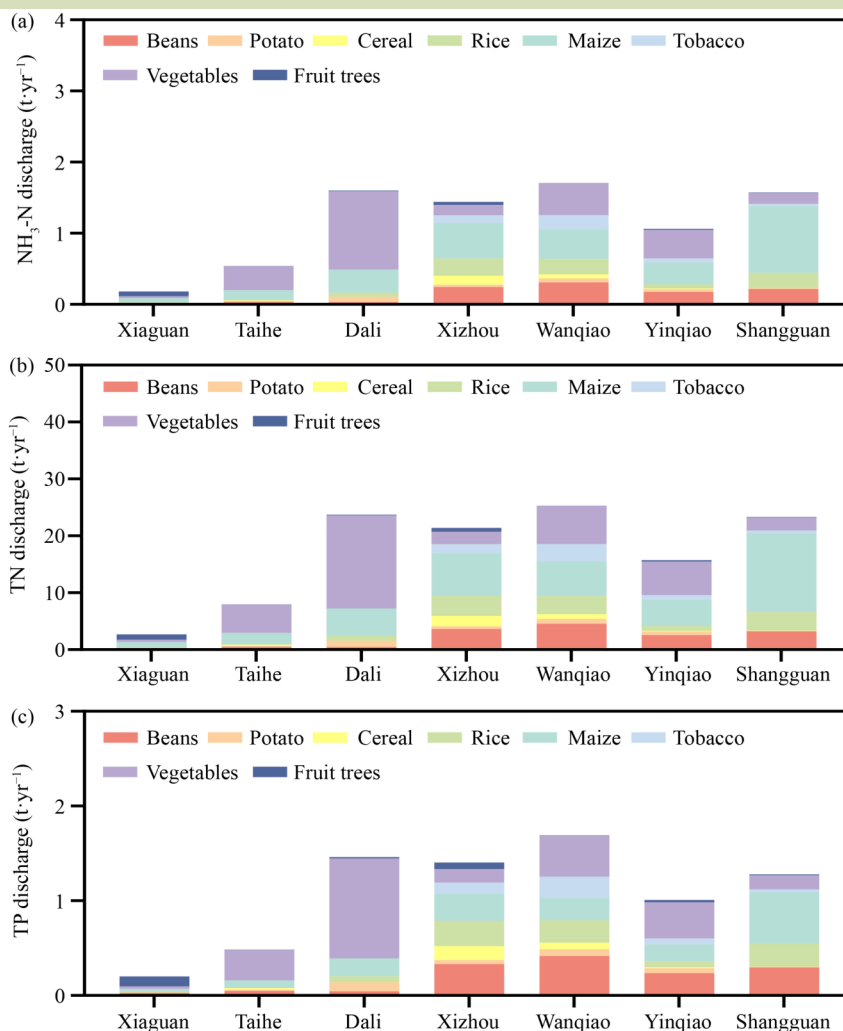 (a)
4
3
2
1
0
NH₃-N discharge (t·yr⁻¹)
Beans Potato Cereal Rice Maize Tobacco
Vegetables Fruit trees
Xiaguan Taihe Dali Xizhou Wanqiao Yinqiao Shangguan
(b)
50
40
30
20
10
0
TN discharge (t·yr⁻¹)
Beans Potato Cereal Rice Maize Tobacco
Vegetables Fruit trees
Xiaguan Taihe Dali Xizhou Wanqiao Yinqiao Shangguan
(c)
3
2
1
0
TP discharge (t·yr⁻¹)
Beans Potato Cereal Rice Maize Tobacco
Vegetables Fruit trees
Xiaguan Taihe Dali Xizhou Wanqiao Yinqiao Shangguan